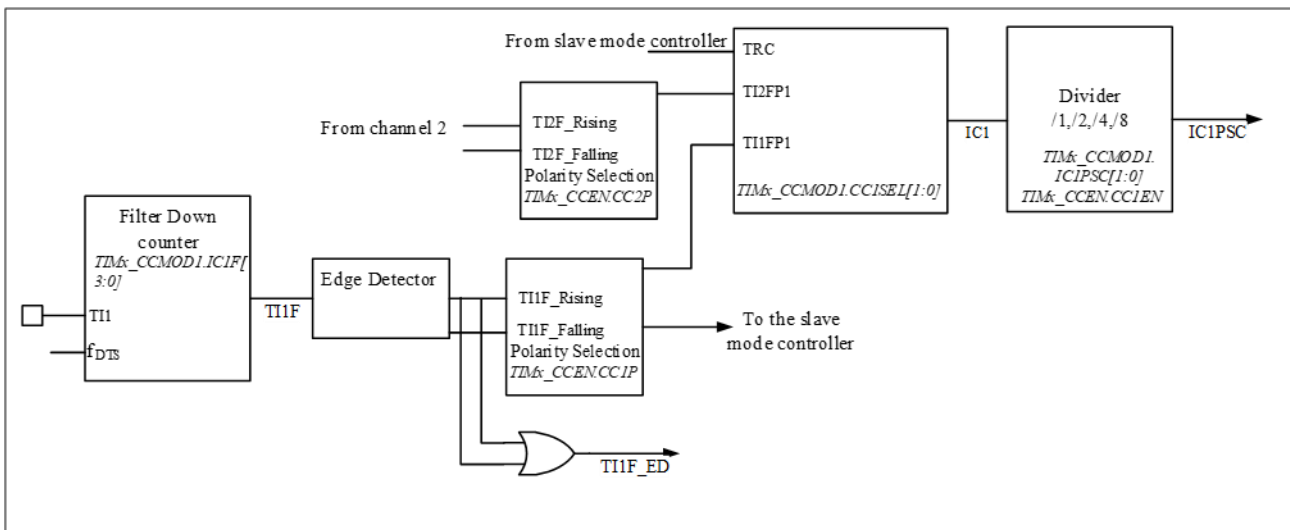 From slave mode controller
TRC
TI2FP1
TI1FP1
TIMx_CCMOD1.CC1SEL[1:0]
IC1
Divider
/1,/2,/4,/8
TIMx_CCMOD1.
IC1PSC[1:0]
TIMx_CCEN.CC1EN
IC1PSC
From channel 2
TI2F_Rising
TI2F_Falling
Polarity Selection
TIMx_CCEN.CC2P
Filter Down
counter
TIMx_CCMOD1.IC1F[
3:0]
TI1
fDTS
TI1F
Edge Detector
TI1F_Rising
TI1F_Falling
Polarity Selection
TIMx_CCEN.CC1P
To the slave
mode controller
TI1F_ED